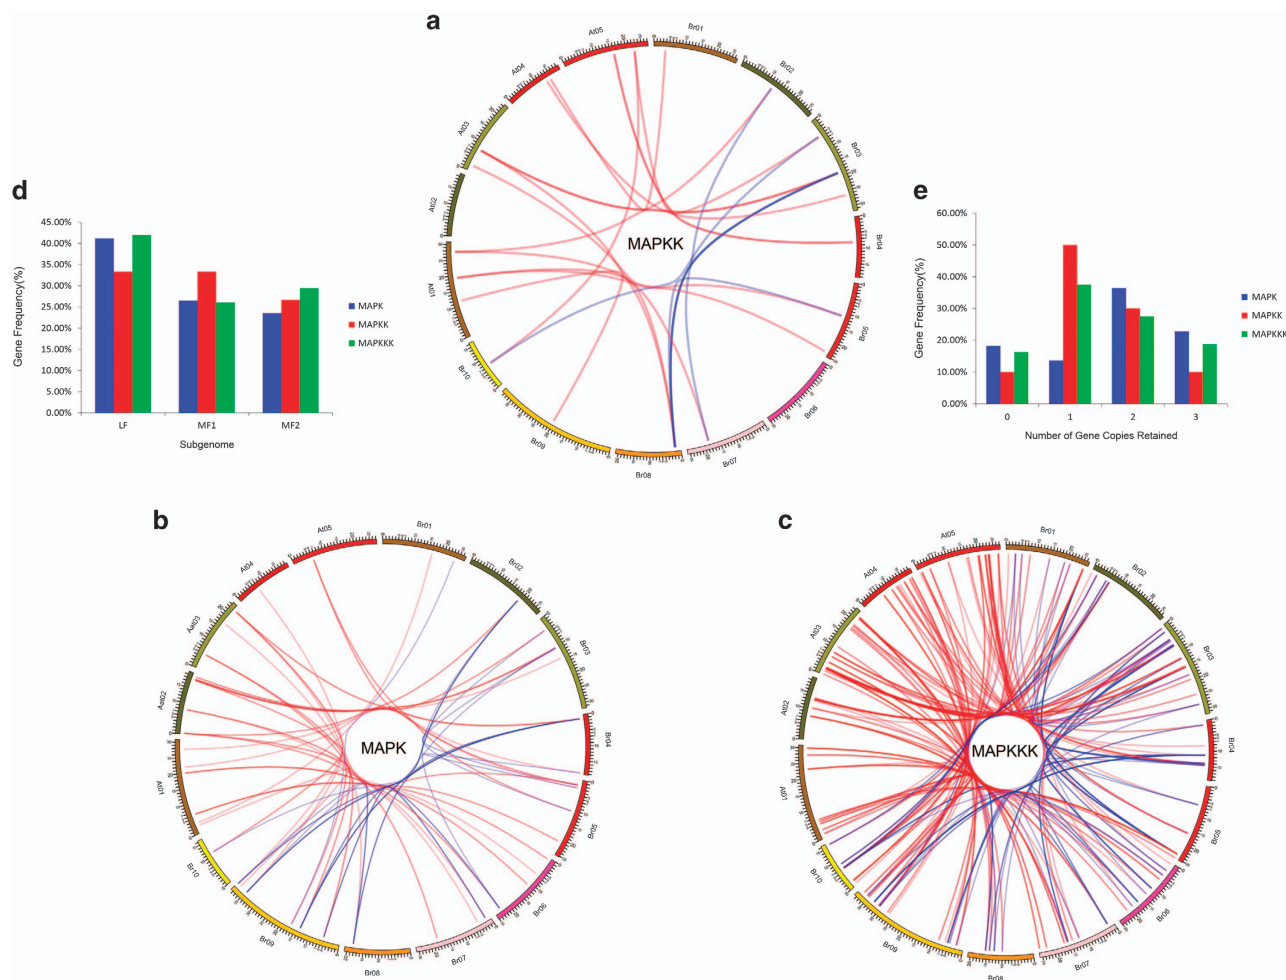 a
At05
Br01
At04
Br02
At03
Br03
At02
MAPKK
Br04
At01
Br05
Br10
Br06
Br09
Br07
Br08
d
Gene Frequency(%)
45.00%
40.00%
35.00%
30.00%
25.00%
20.00%
15.00%
10.00%
5.00%
0.00%
LF
MF1
MF2
Subgenome
MAPK
MAPKK
MAPKKK
e
Gene Frequency(%)
60.00%
50.00%
40.00%
30.00%
20.00%
10.00%
0.00%
0
1
2
3
Number of Gene Copies Retained
MAPK
MAPKK
MAPKKK
b
At05
Br01
At04
Br02
Aat03
Br03
Aat02
MAPK
Br04
At01
Br05
Br10
Br06
Br09
Br07
Br08
c
At05
Br01
At04
Br02
At03
Br03
At02
MAPKKK
Br04
At01
Br05
Br10
Br06
Br09
Br07
Br08